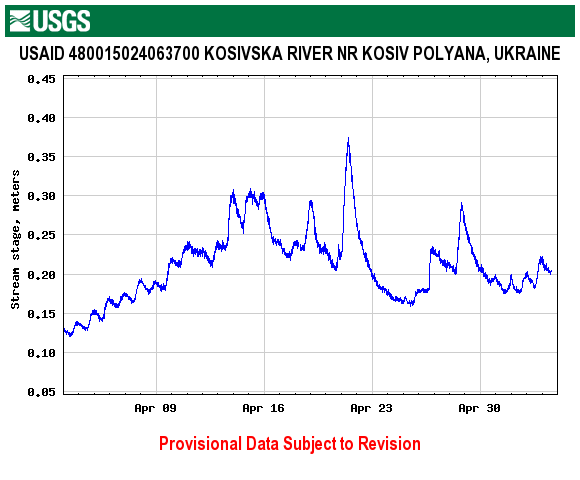 USGS
USAID 480015024063700 KOSIVSKA RIVER NR KOSIV POLYANA, UKRAINE
0.45
0.40
0.35
0.30
0.25
0.20
0.15
0.10
0.05
Stream stage, meters
Apr 09 Apr 16 Apr 23 Apr 30
Provisional Data Subject to Revision